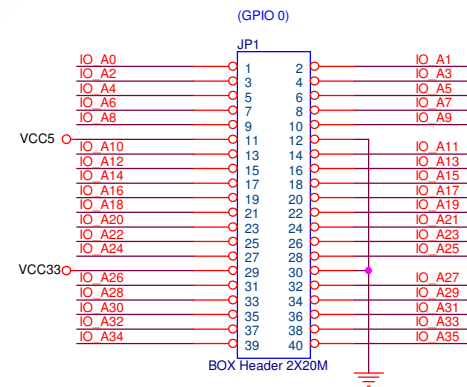 (GPIO 0)
JP1
IO_A0 1 2 IO_A1
IO_A2 3 4 IO_A3
IO_A4 5 6 IO_A5
IO_A6 7 8 IO_A7
IO_A8 9 10 IO_A9
VCC5 11 12
IO_A10 13 14 IO_A11
IO_A12 15 16 IO_A13
IO_A14 17 18 IO_A15
IO_A16 19 20 IO_A17
IO_A18 21 22 IO_A19
IO_A20 23 24 IO_A21
IO_A22 25 26 IO_A23
IO_A24 27 28 IO_A25
VCC33 29 30
IO_A26 31 32 IO_A27
IO_A28 33 34 IO_A29
IO_A30 35 36 IO_A31
IO_A32 37 38 IO_A33
IO_A34 39 40 IO_A35
BOX Header 2X20M